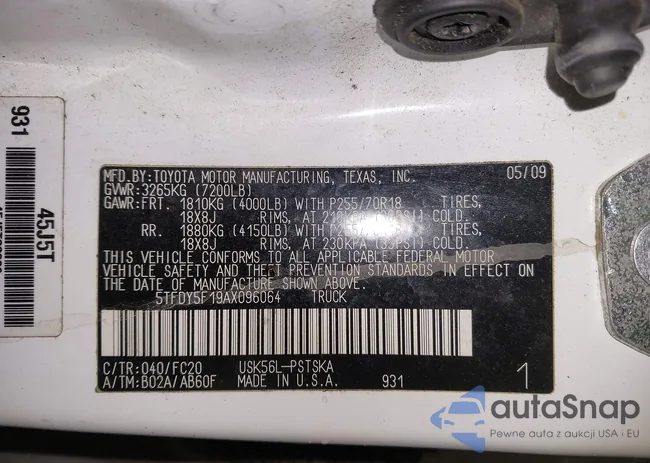 931
45J5T
MFD.BY:TOYOTA MOTOR MANUFACTURING, TEXAS, INC. 05/09
GVWR:3265KG (7200LB)
GAWR:FRT. 1810KG (4000LB) WITH P255/70R18 TIRES,
18X8J RIMS, AT COLD.
RR. 1880KG (4150LB) WITH TIRES,
18X8J RIMS, AT 230KPA (33PSI) COLD.
THIS VEHICLE CONFORMS TO ALL APPLICABLE FEDERAL MOTOR
VEHICLE SAFETY AND THEFT PREVENTION STANDARDS IN EFFECT ON
THE DATE OF MANUFACTURE SHOWN ABOVE.
5TFDY5F19AX096064 TRUCK
C/TR:040/FC20 USK56L-PSTSKA
A/TM:B02A/AB60F MADE IN U.S.A. 931 1
autaSnap
Pewne auta z aukcji USA i EU